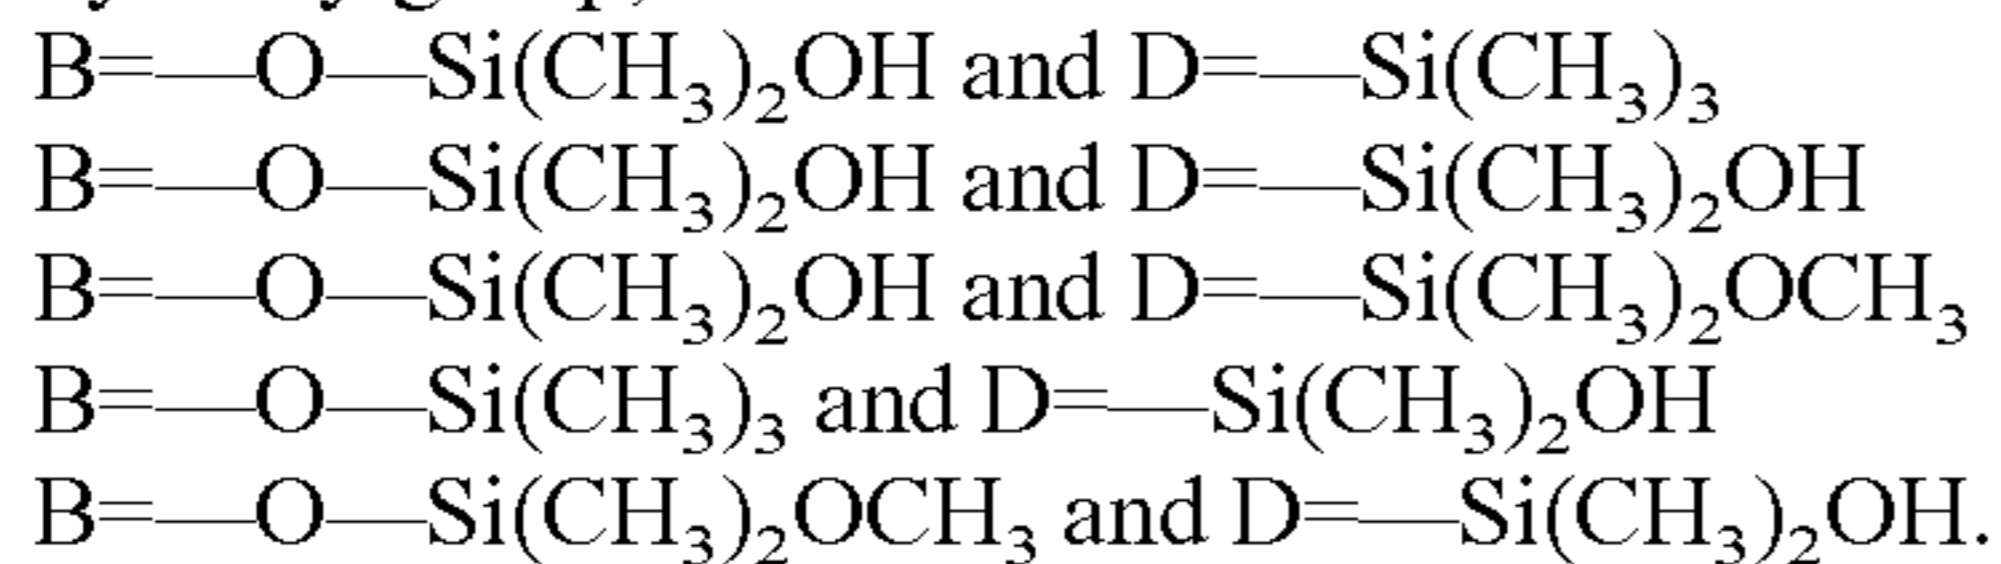 B=—O—Si(CH₃)₂OH and D=—Si(CH₃)₃
B=—O—Si(CH₃)₂OH and D=—Si(CH₃)₂OH
B=—O—Si(CH₃)₂OH and D=—Si(CH₃)₂OCH₃
B=—O—Si(CH₃)₃ and D=—Si(CH₃)₂OH
B=—O—Si(CH₃)₂OCH₃ and D=—Si(CH₃)₂OH.